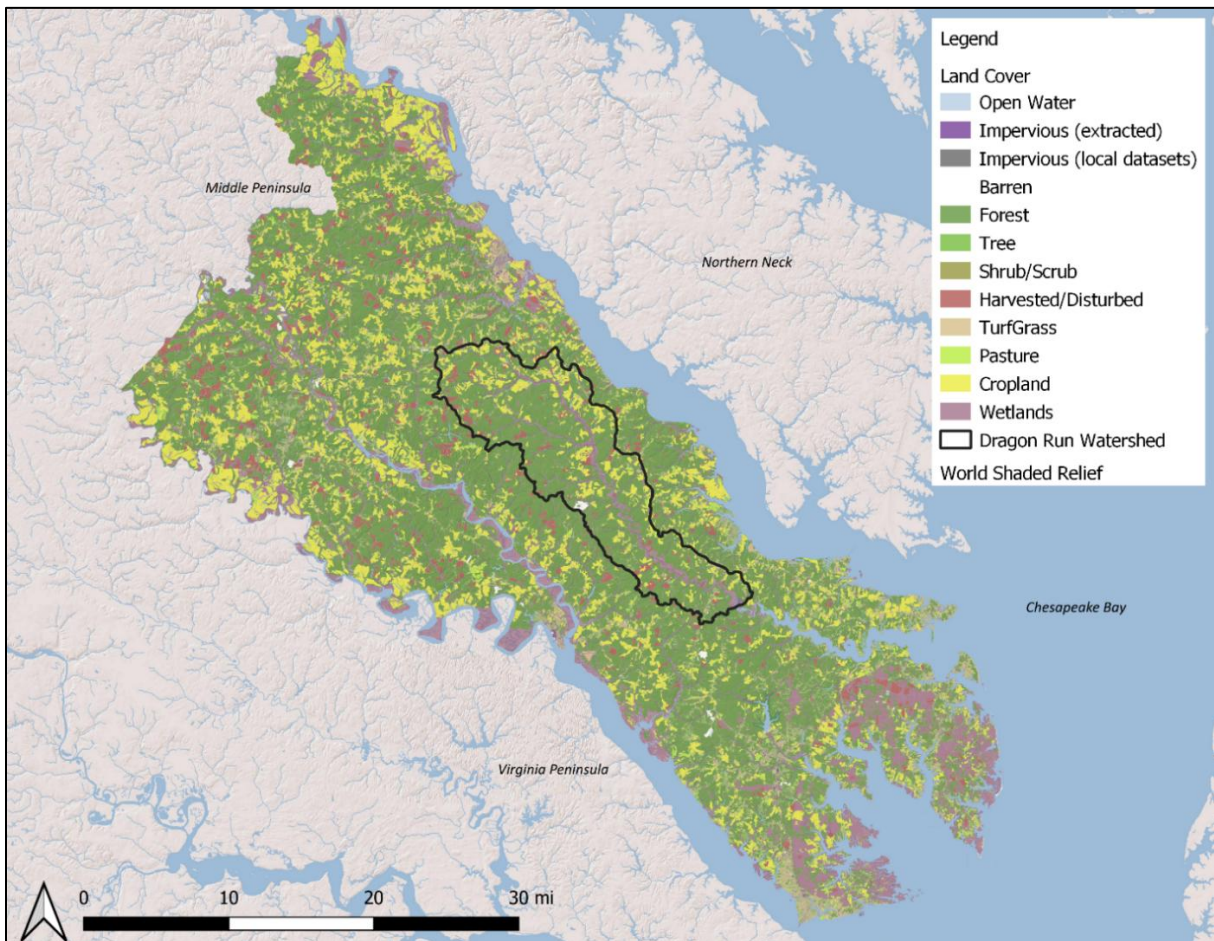 Legend
Land Cover
Open Water
Impervious (extracted)
Impervious (local datasets)
Barren
Forest
Tree
Shrub/Scrub
Harvested/Disturbed
TurfGrass
Pasture
Cropland
Wetlands
Dragon Run Watershed
World Shaded Relief
Middle Peninsula
Northern Neck
Chesapeake Bay
Virginia Peninsula
0 10 20 30 mi